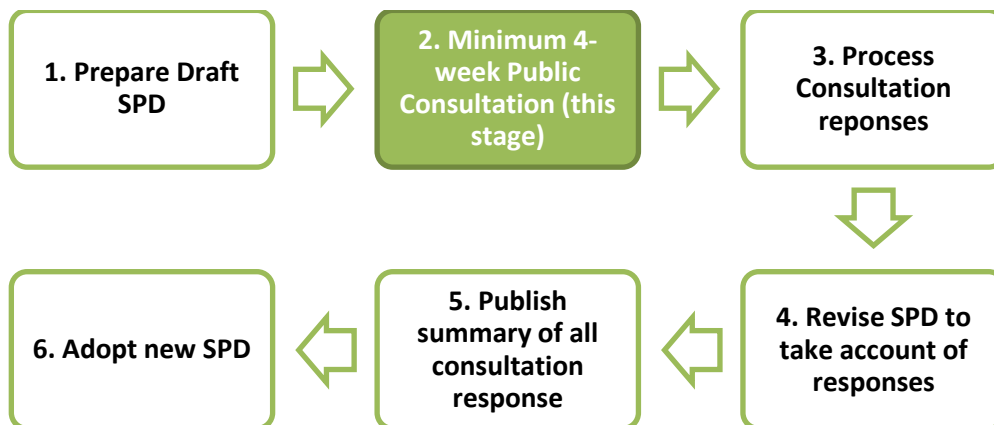 1. Prepare Draft
SPD
2. Minimum 4-
week Public
Consultation (this
stage)
3. Process
Consultation
reponses
4. Revise SPD to
take account of
responses
5. Publish
summary of all
consultation
response
6. Adopt new SPD